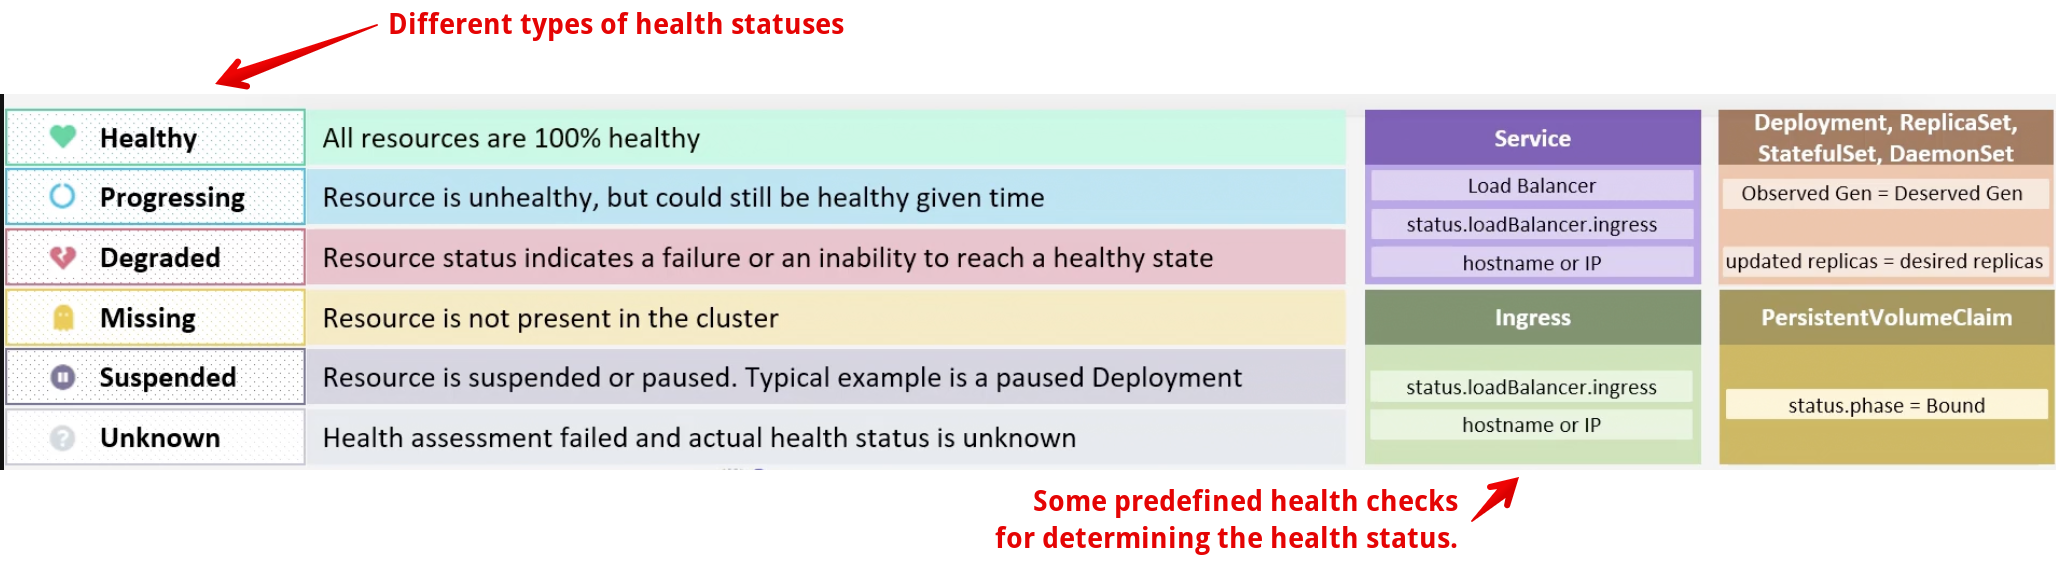 Different types of health statuses
Healthy
All resources are 100% healthy
Progressing
Resource is unhealthy, but could still be healthy given time
Degraded
Resource status indicates a failure or an inability to reach a healthy state
Missing
Resource is not present in the cluster
Suspended
Resource is suspended or paused. Typical example is a paused Deployment
Unknown
Health assessment failed and actual health status is unknown
Service
Load Balancer
status.loadBalancer.ingress
hostname or IP
Deployment, ReplicaSet,
StatefulSet, DaemonSet
Observed Gen = Deserved Gen
updated replicas = desired replicas
Ingress
status.loadBalancer.ingress
hostname or IP
PersistentVolumeClaim
status.phase = Bound
Some predefined health checks
for determining the health status.